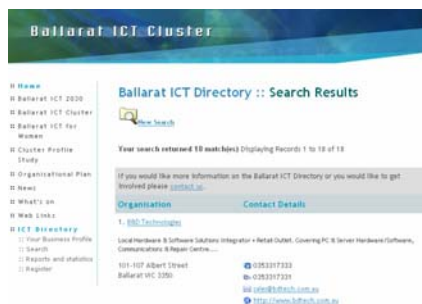 Ballarat ICT Cluster
Home
Ballarat ICT 2030
Ballarat ICT Cluster
Ballarat ICT for
Women
Cluster Profile
Study
Organisational Plan
News
What's on
Web Links
ICT Directory
:: Your Business Profile
:: Search
:: Reports and statistics
:: Register
Ballarat ICT Directory :: Search Results
New Search
Your search returned 18 match(es) Displaying Records 1 to 18 of 18
If you would like more information on the Ballarat ICT Directory or you would like to get
involved please contact us.
Organisation Contact Details
1. B&D Technologies
Local Hardware & Software Solutions Integrator + Retail Outlet. Covering PC & Server Hardware/Software,
Communications & Repair Centre....
101-107 Albert Street 0353317333
Ballarat VIC 3350 0353317331
sales@bdtech.com.au
http://www.bdtech.com.au